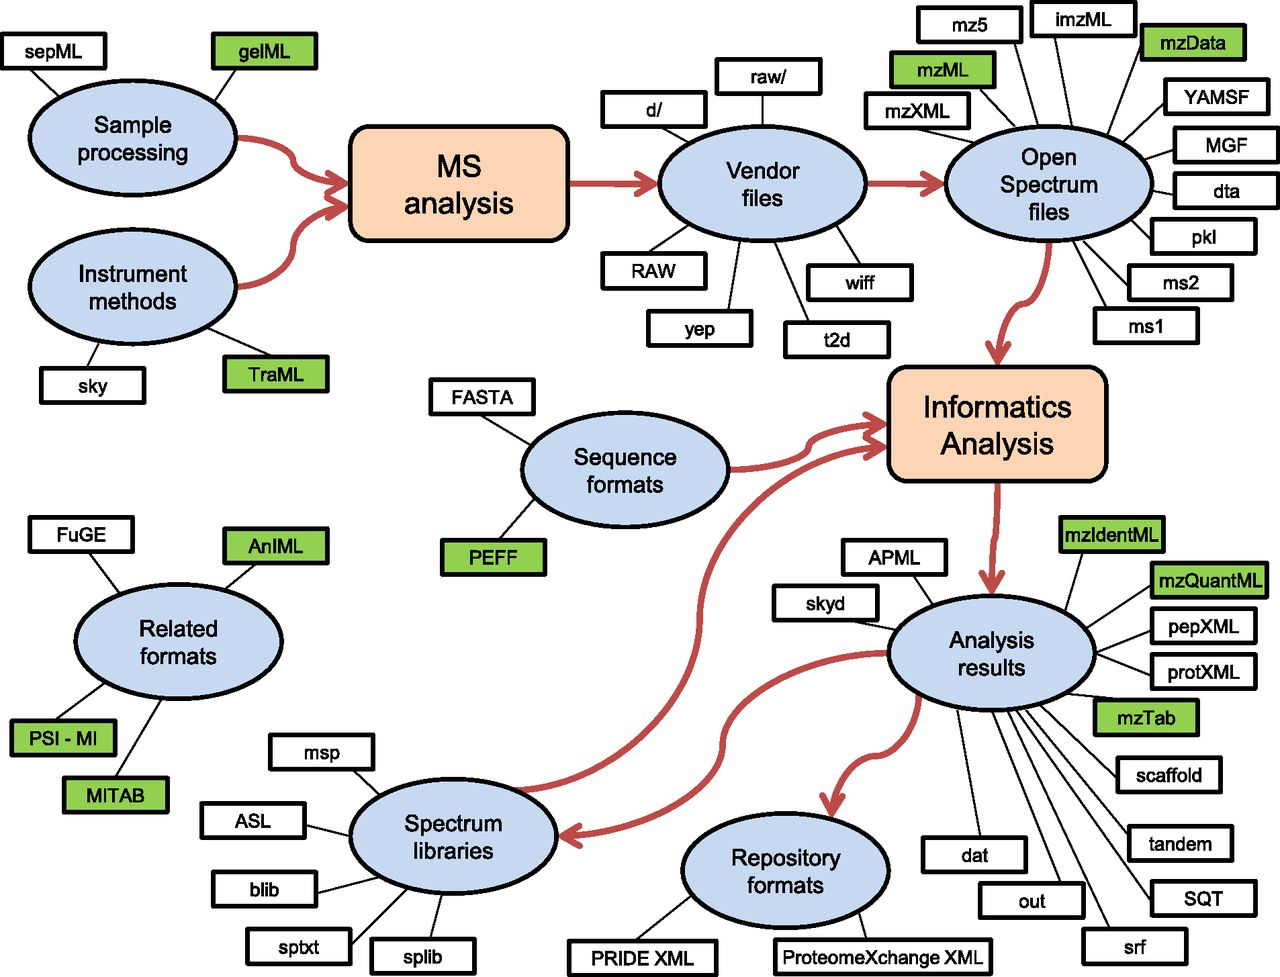 sepML
gelML
Sample
processing
Instrument
methods
sky
TraML
MS
analysis
d/
raw/
Vendor
files
RAW
yep
t2d
wiff
mz5
imzML
mzData
mzML
mzXML
YAMSF
MGF
dta
pkl
ms2
ms1
Open
Spectrum
files
FASTA
Sequence
formats
PEFF
Informatics
Analysis
FuGE
AnIML
Related
formats
PSI - MI
MITAB
APML
skyd
mzIdentML
mzQuantML
pepXML
protXML
mzTab
Analysis
results
scaffold
tandem
SQT
srf
out
dat
msp
ASL
blib
sptxt
splib
Spectrum
libraries
Repository
formats
PRIDE XML
ProteomeXchange XML